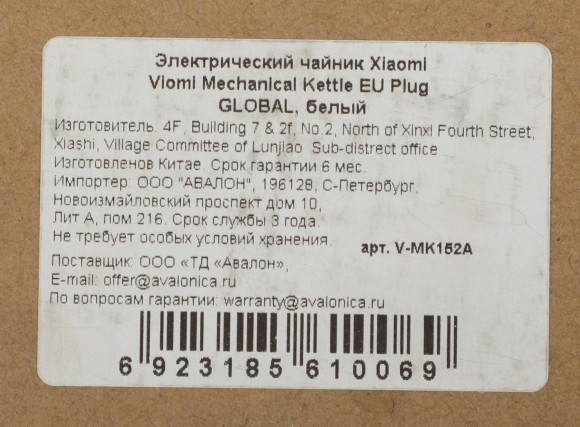 Электрический чайник Xiaomi
Viomi Mechanical Kettle EU Plug
GLOBAL, белый
Изготовитель: 4F, Building 7 & 2f, No.2, North of Xinxi Fourth Street,
Xiashi, Village Committee of Lunjiao Sub-distrect office
Изготовленов Китае. Срок гарантии 6 мес.
Импортер: ООО "АВАЛОН", 196128, С-Петербург,
Новоизмайловский проспект дом 10,
Лит А, пом 216. Срок службы 3 года.
Не требует особых условий хранения.
арт. V-MK152A
Поставщик: ООО «ТД «Авалон»,
E-mail: offer@avalonica.ru
По вопросам гарантии: warranty@avalonica.ru
6 923185 610069